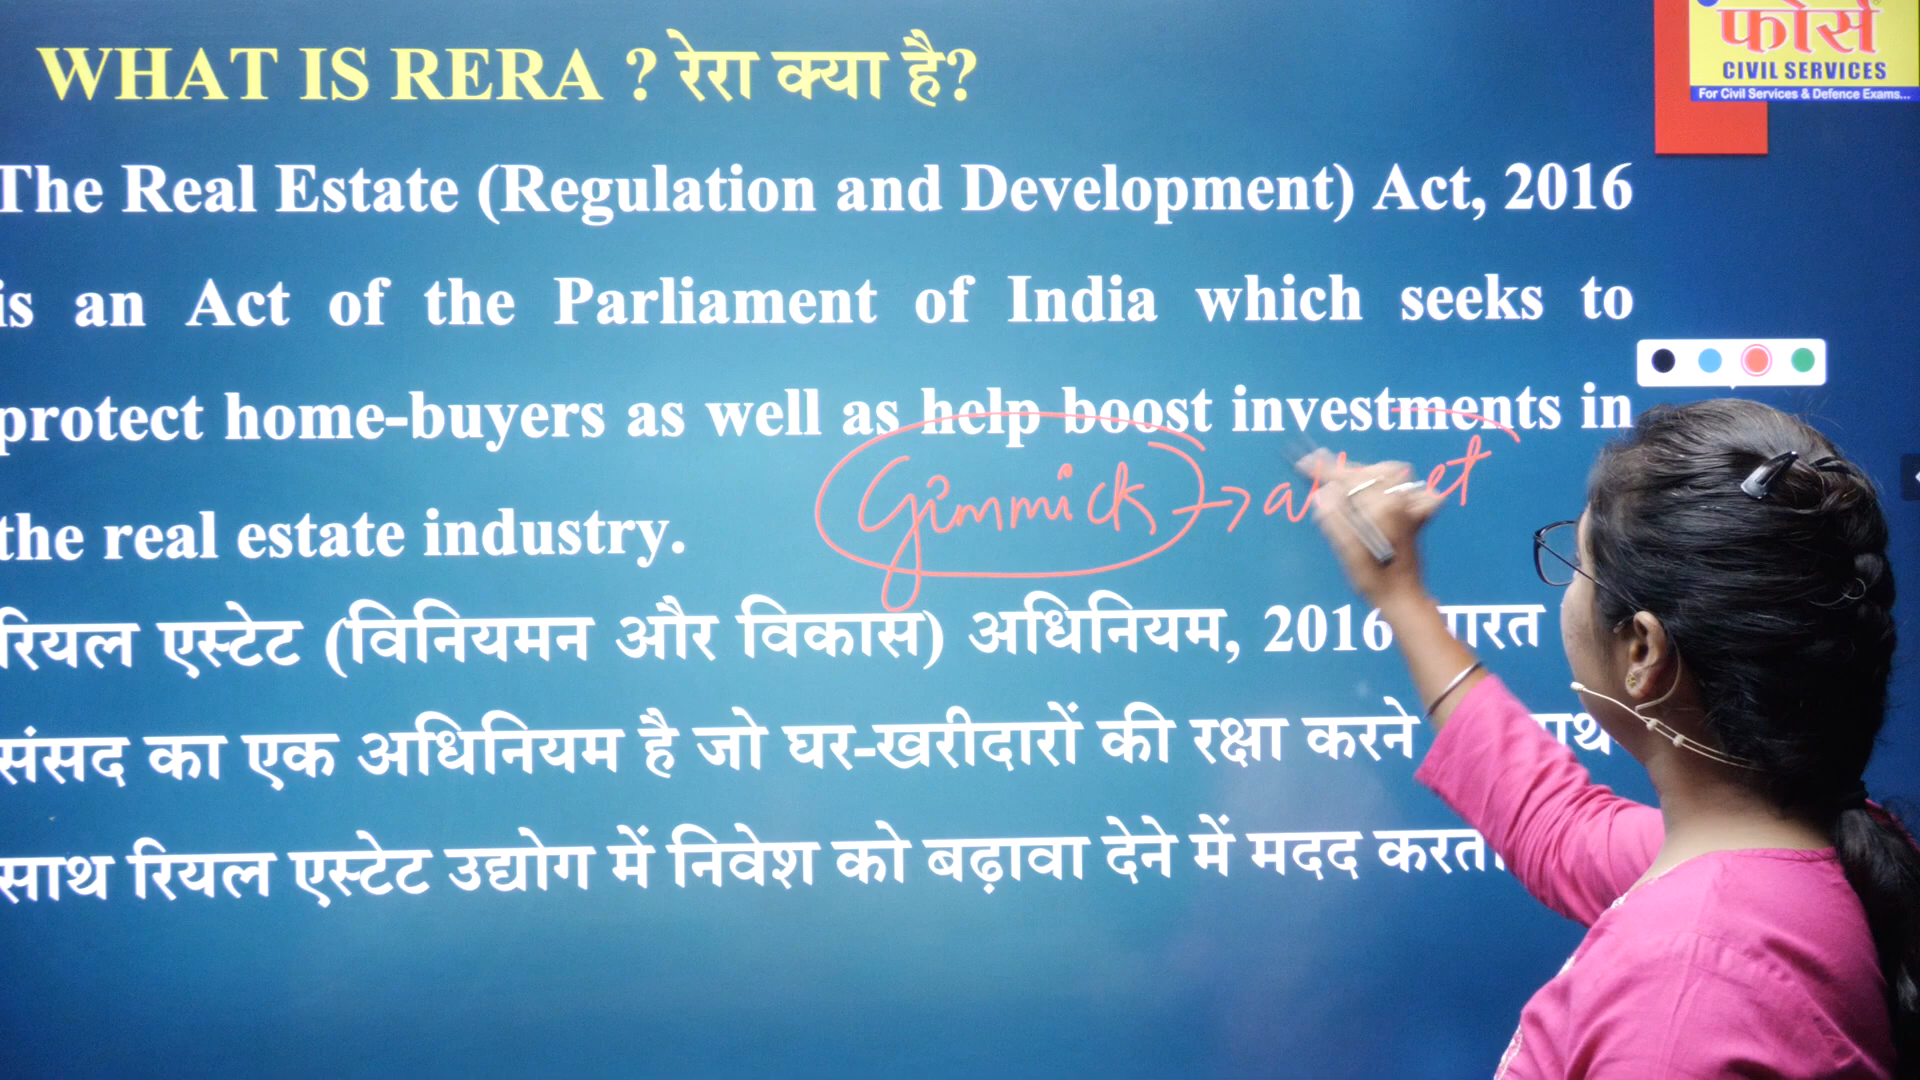 WHAT IS RERA ? रेरा क्या है?
फोर्स
CIVIL SERVICES
For Civil Services & Defence Exams...
The Real Estate (Regulation and Development) Act, 2016
is an Act of the Parliament of India which seeks to
protect home-buyers as well as help boost investments in
the real estate industry.
Gimmick →
रियल एस्टेट (विनियमन और विकास) अधिनियम, 2016
संसद का एक अधिनियम है जो घर-खरीदारों की रक्षा करने
साथ रियल एस्टेट उद्योग में निवेश को बढ़ावा देने में मदद